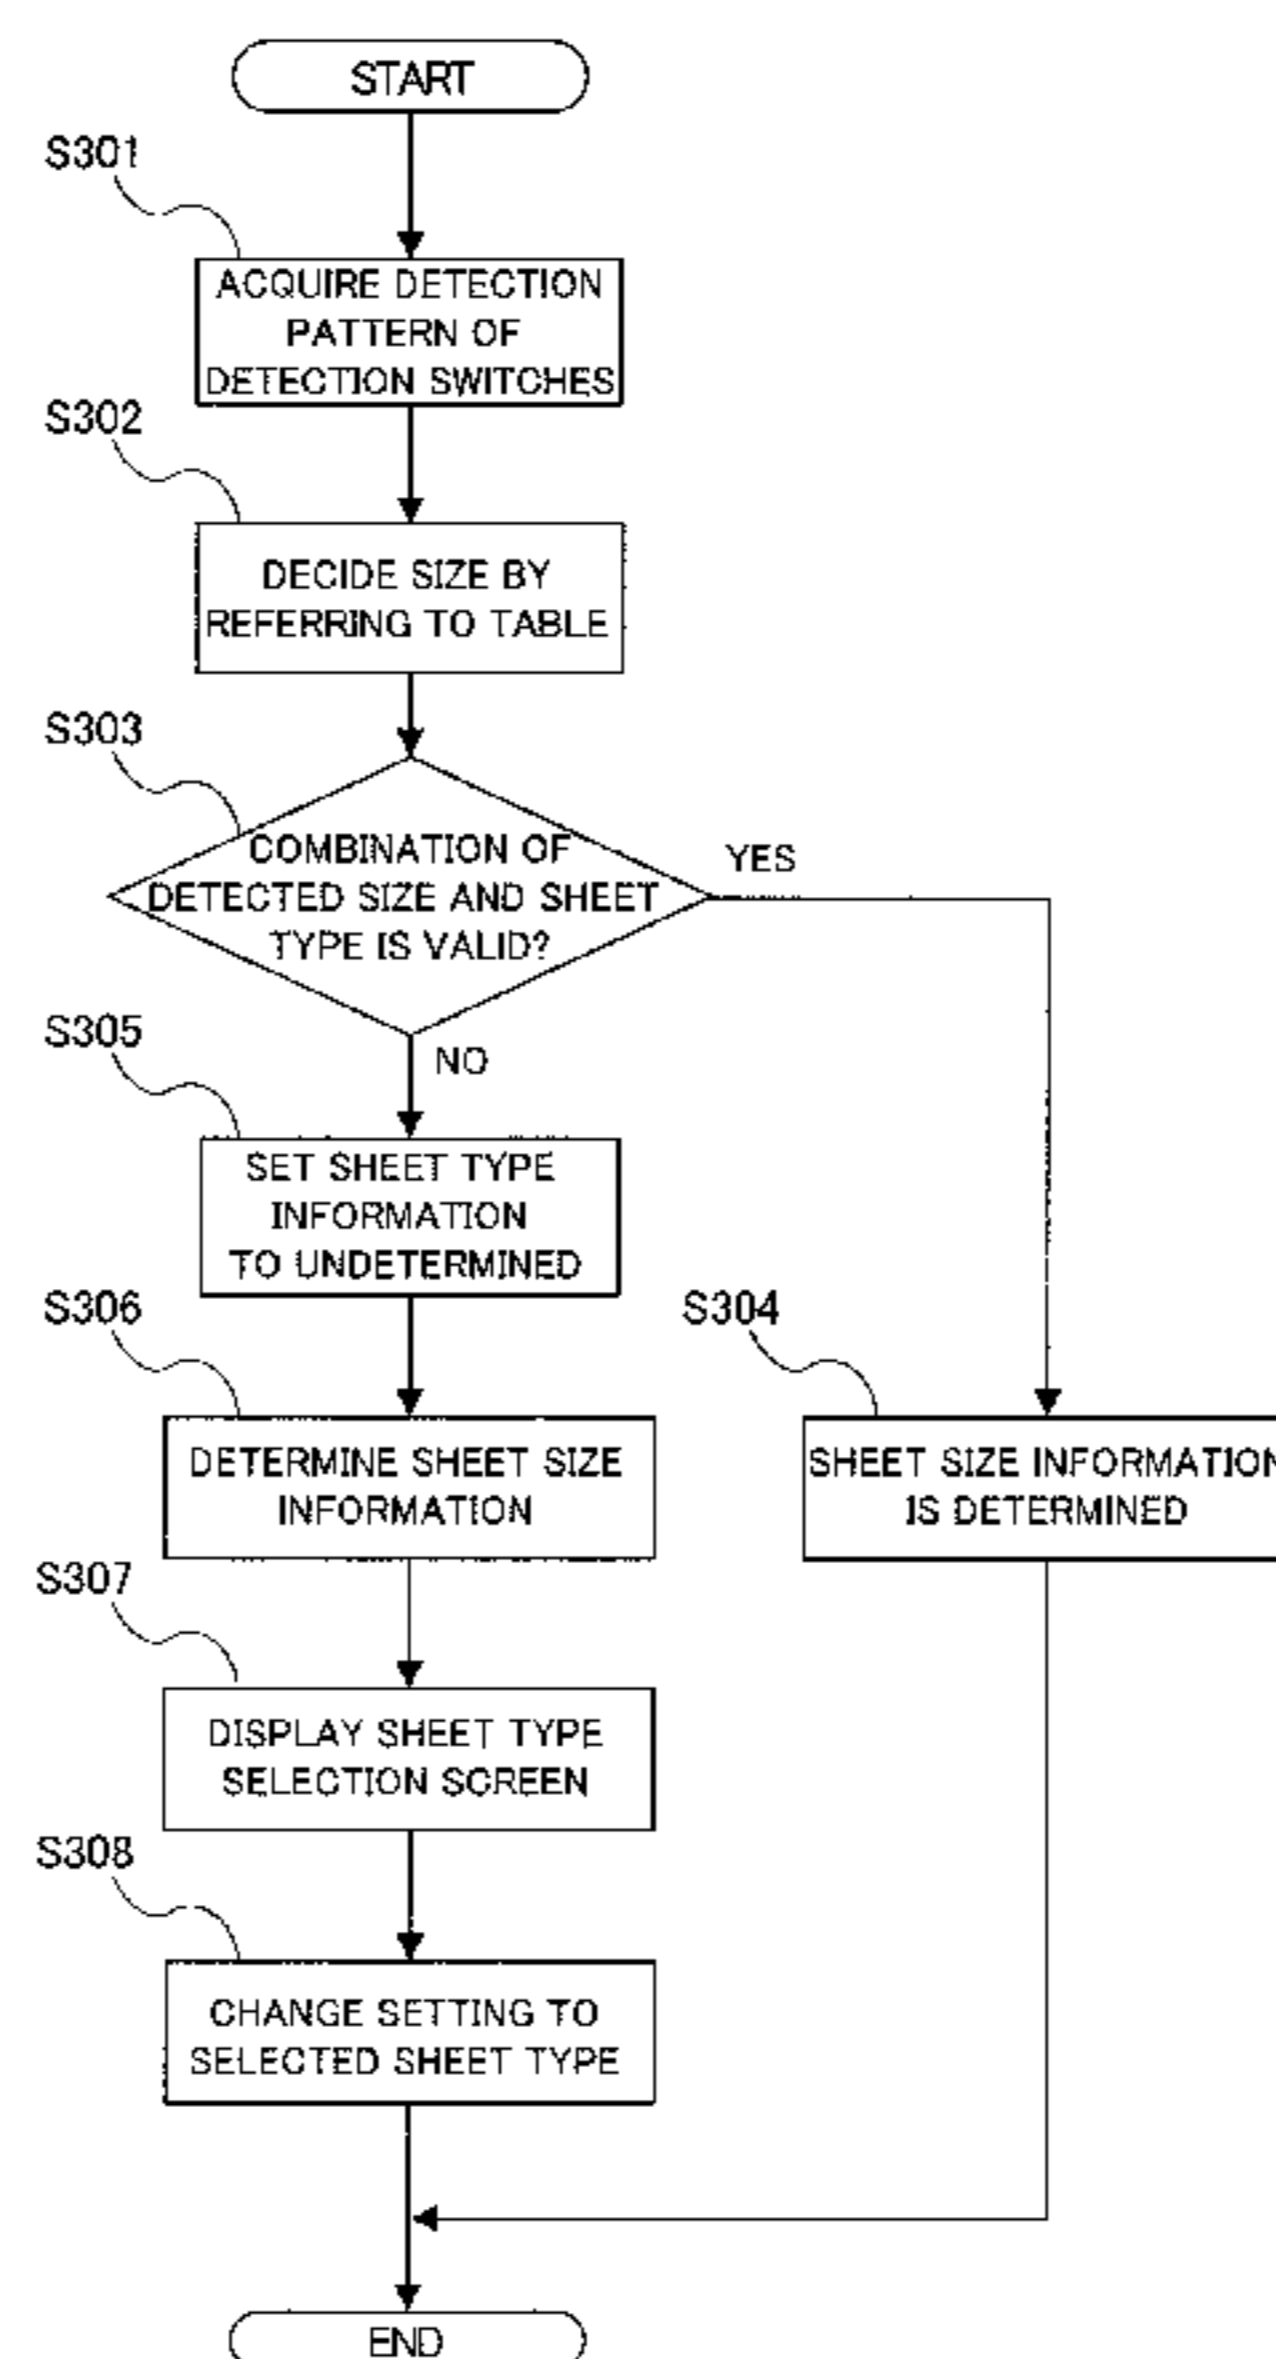 START
S301
ACQUIRE DETECTION
PATTERN OF
DETECTION SWITCHES
S302
DECIDE SIZE BY
REFERRING TO TABLE
S303
COMBINATION OF
DETECTED SIZE AND SHEET
TYPE IS VALID?
YES
S305
NO
SET SHEET TYPE
INFORMATION
TO UNDETERMINED
S306
DETERMINE SHEET SIZE
INFORMATION
S304
SHEET SIZE INFORMATION
IS DETERMINED
S307
DISPLAY SHEET TYPE
SELECTION SCREEN
S308
CHANGE SETTING TO
SELECTED SHEET TYPE
END